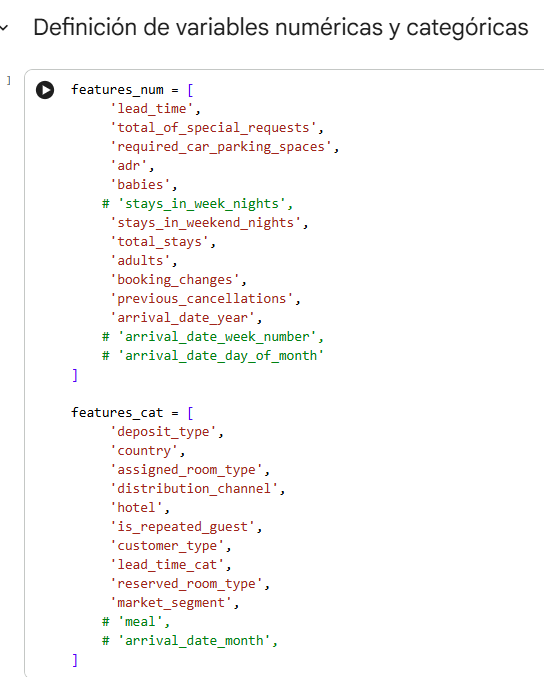 Definición de variables numéricas y categóricas
]
features_num = [
'lead_time',
'total_of_special_requests',
'required_car_parking_spaces',
'adr',
'babies',
# 'stays_in_week_nights',
'stays_in_weekend_nights',
'total_stays',
'adults',
'booking_changes',
'previous_cancellations',
'arrival_date_year',
# 'arrival_date_week_number',
# 'arrival_date_day_of_month'
]
features_cat = [
'deposit_type',
'country',
'assigned_room_type',
'distribution_channel',
'hotel',
'is_repeated_guest',
'customer_type',
'lead_time_cat',
'reserved_room_type',
'market_segment',
# 'meal',
# 'arrival_date_month',
]